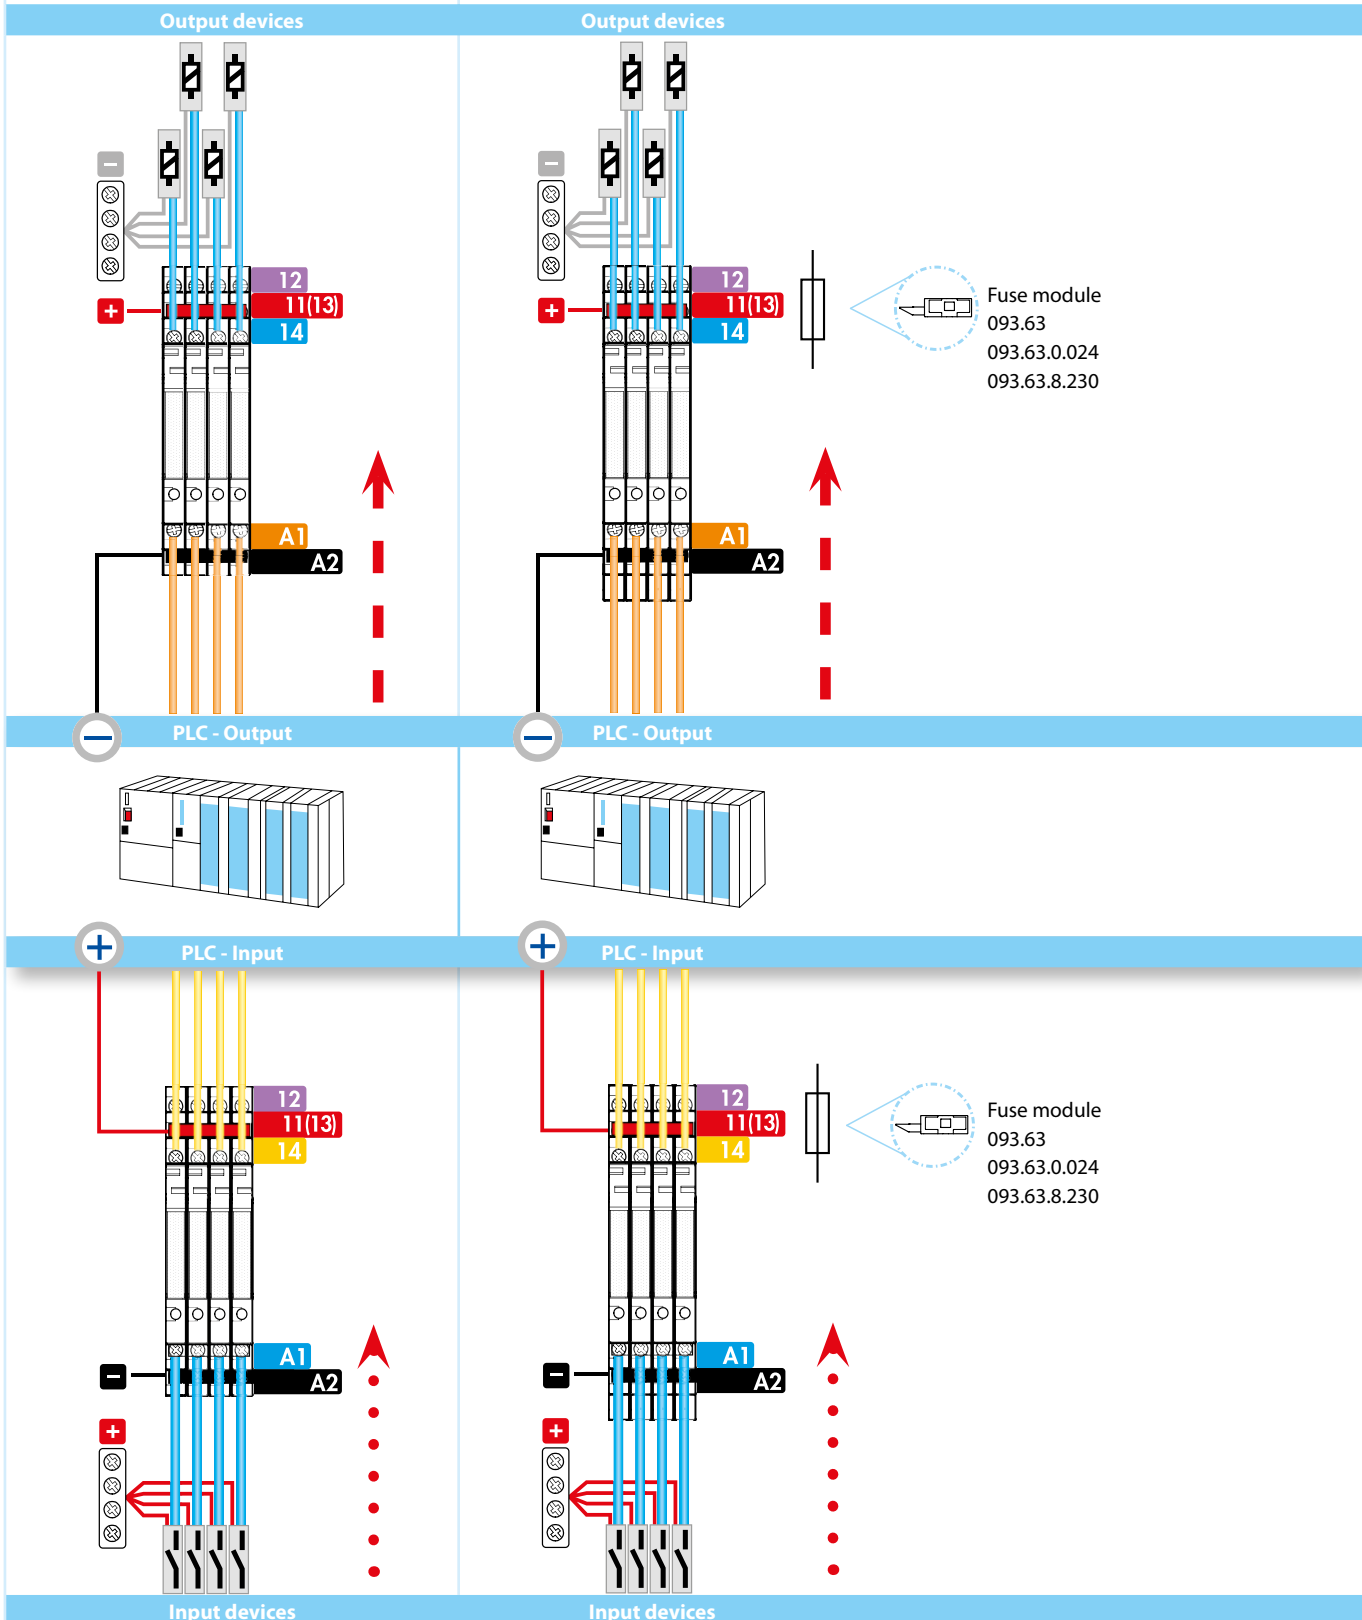 Output devices
Output devices
−
−
12
11(13)
14
+
12
11(13)
14
+
Fuse module
093.63
093.63.0.024
093.63.8.230
A1
A2
A1
A2
−
PLC - Output
−
PLC - Output
+
PLC - Input
+
PLC - Input
12
11(13)
14
12
11(13)
14
Fuse module
093.63
093.63.0.024
093.63.8.230
A1
A2
−
A1
A2
−
+
+
Input devices
Input devices